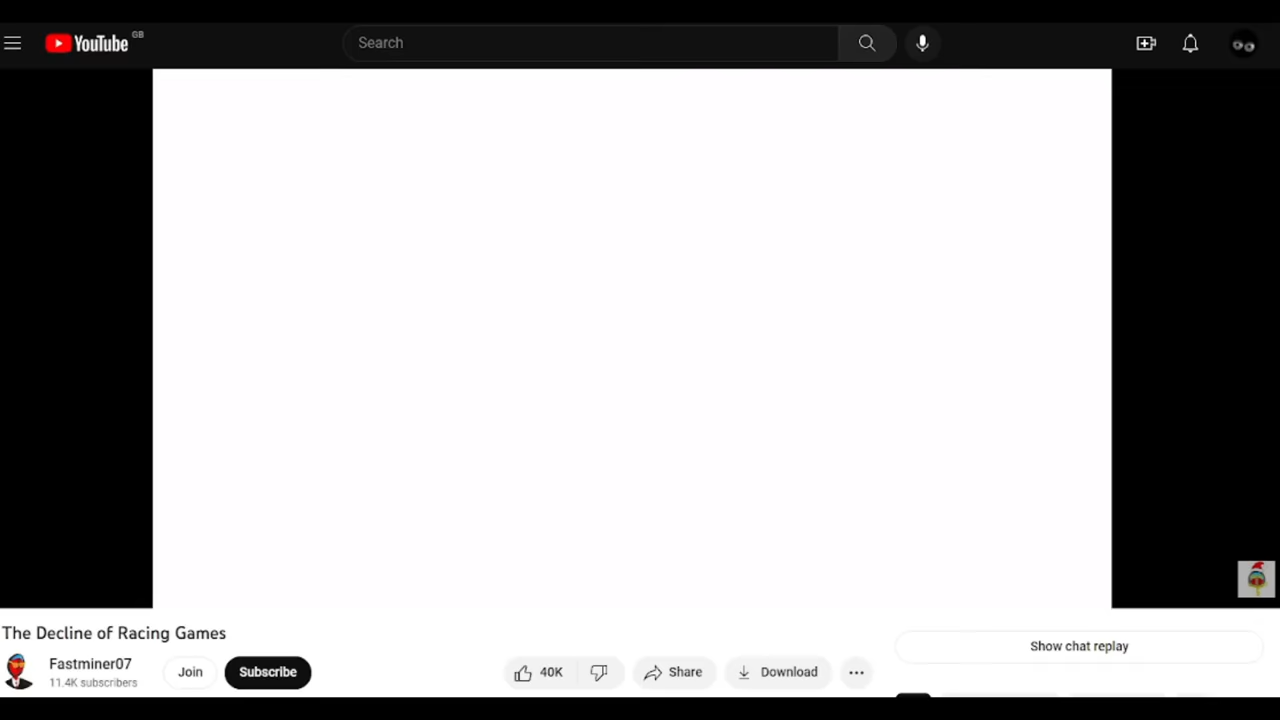 YouTube GB
Search
The Decline of Racing Games
Fastminer07
11.4K subscribers
Join
Subscribe
40K
Share
Download
Show chat replay